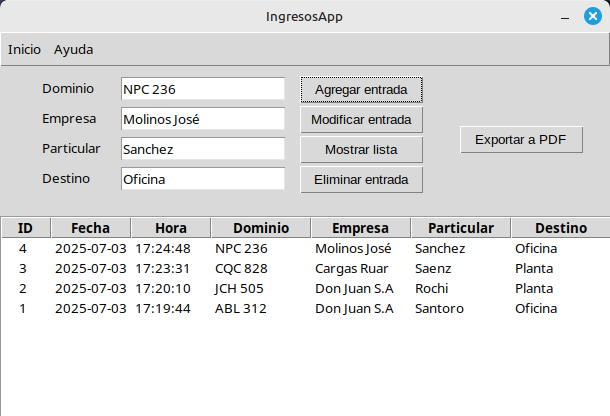 IngresosApp
Inicio Ayuda
Dominio NPC 236 Agregar entrada
Empresa Molinos José Modificar entrada
Exportar a PDF
Particular Sanchez Mostrar lista
Destino Oficina Eliminar entrada
ID Fecha Hora Dominio Empresa Particular Destino
4 2025-07-03 17:24:48 NPC 236 Molinos José Sanchez Oficina
3 2025-07-03 17:23:31 CQC 828 Cargas Ruar Saenz Planta
2 2025-07-03 17:20:10 JCH 505 Don Juan S.A Rochi Planta
1 2025-07-03 17:19:44 ABL 312 Don Juan S.A Santoro Oficina